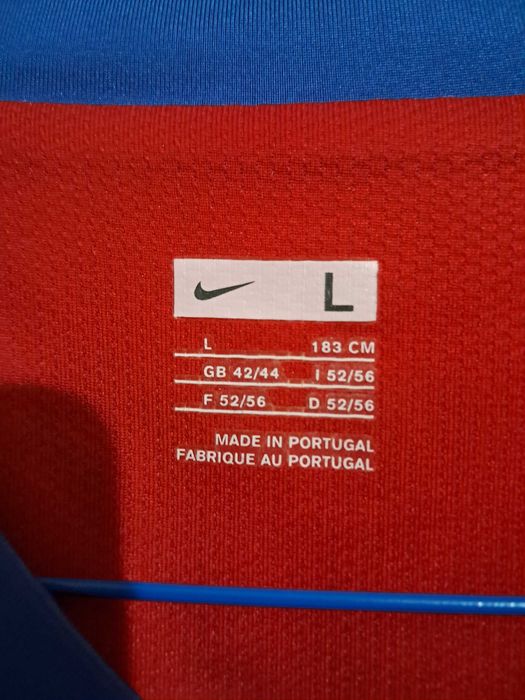 L
L 183 CM
GB 42/44 I 52/56
F 52/56 D 52/56
MADE IN PORTUGAL
FABRIQUE AU PORTUGAL